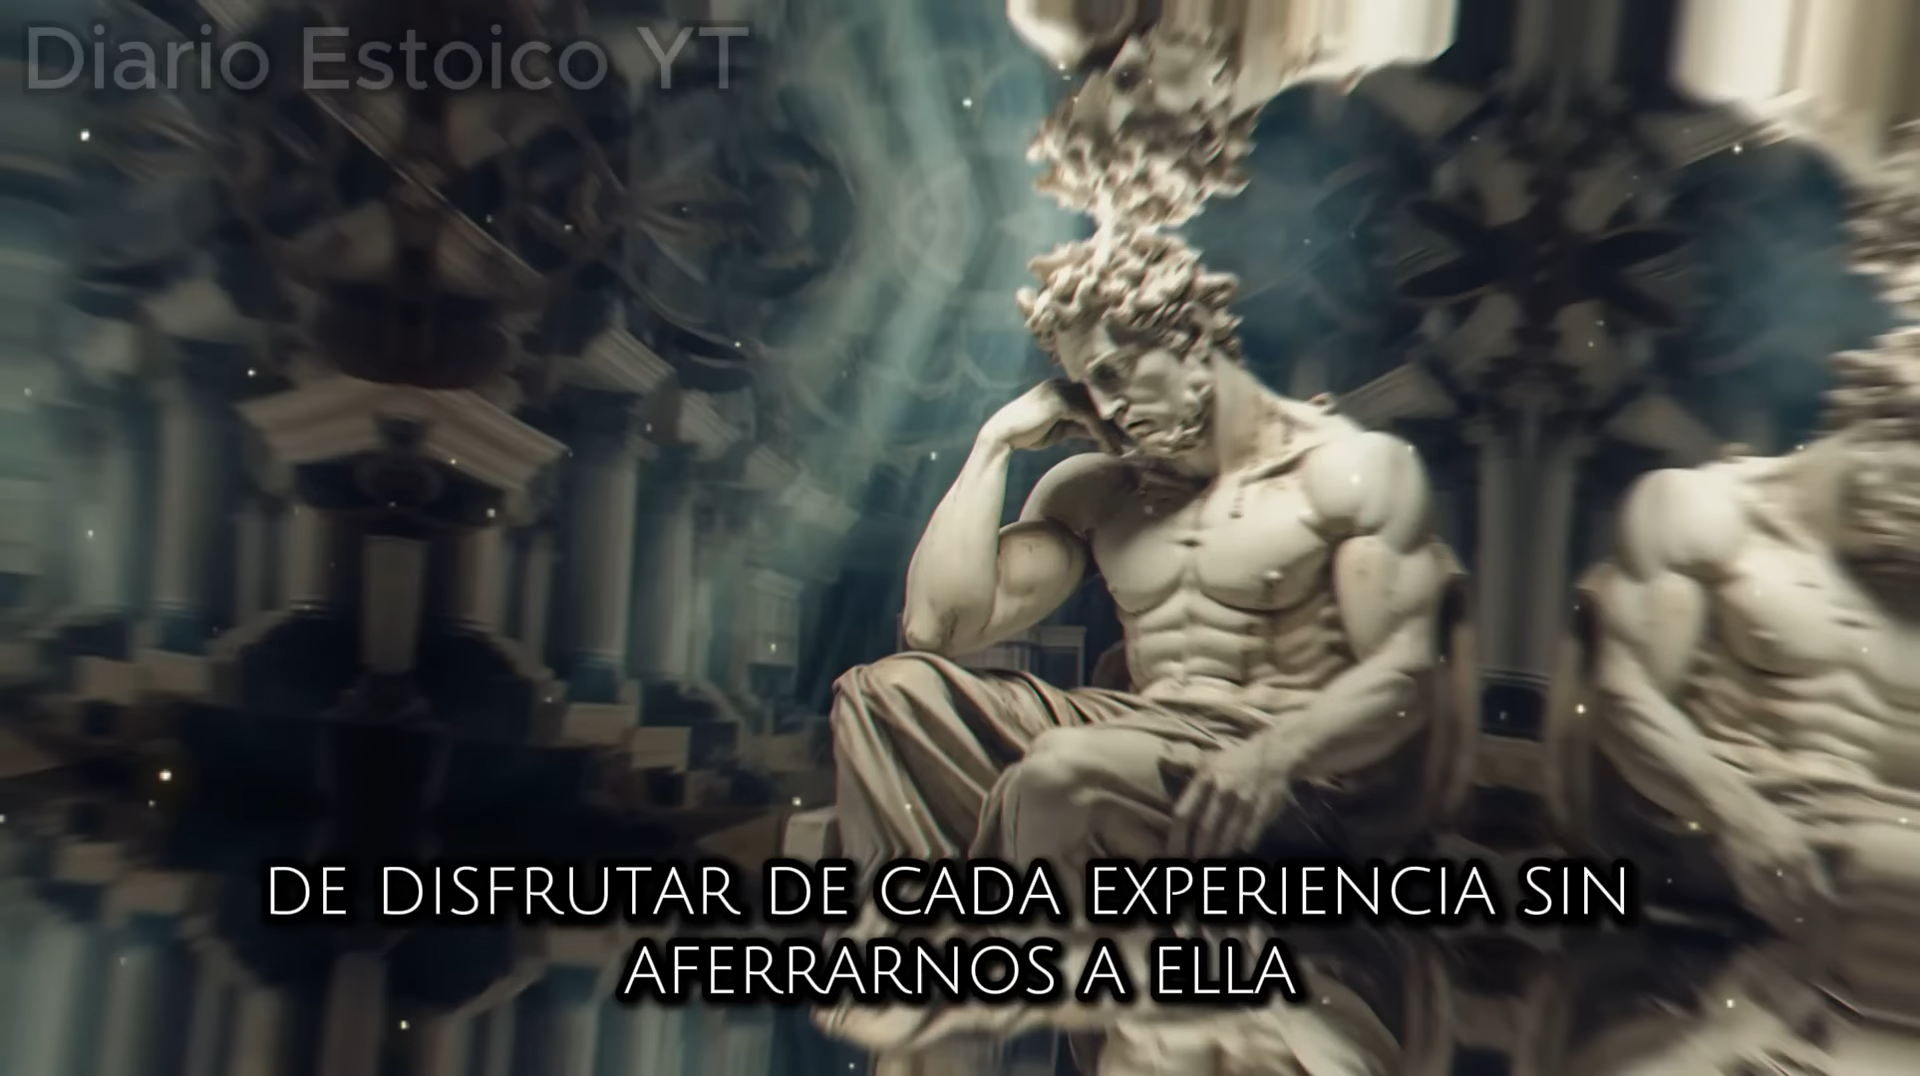 Diario Estoico YT
DE DISFRUTAR DE CADA EXPERIENCIA SIN
AFERRARNOS A ELLA